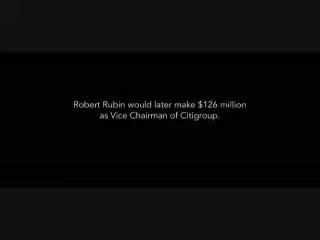 Robert Rubin would later make $126 million
as Vice Chairman of Citigroup.